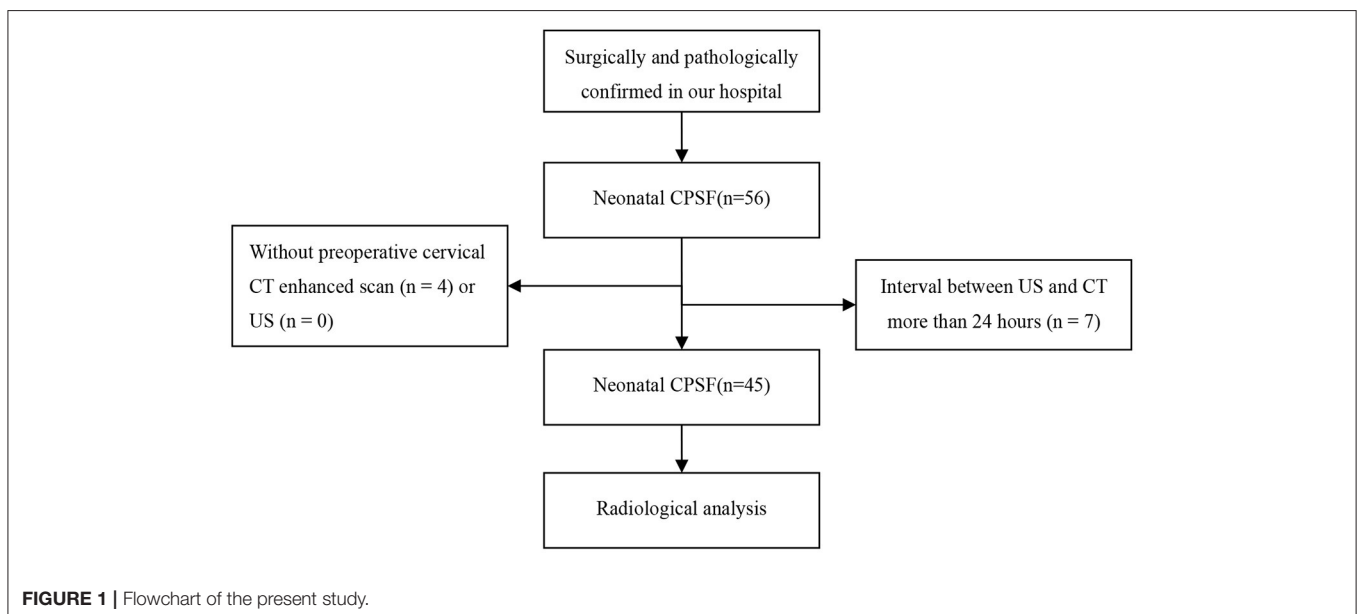 Surgically and pathologically
confirmed in our hospital
Neonatal CPSF(n=56)
Without preoperative cervical
CT enhanced scan (n = 4) or
US (n = 0)
Interval between US and CT
more than 24 hours (n = 7)
Neonatal CPSF(n=45)
Radiological analysis
FIGURE 1 | Flowchart of the present study.